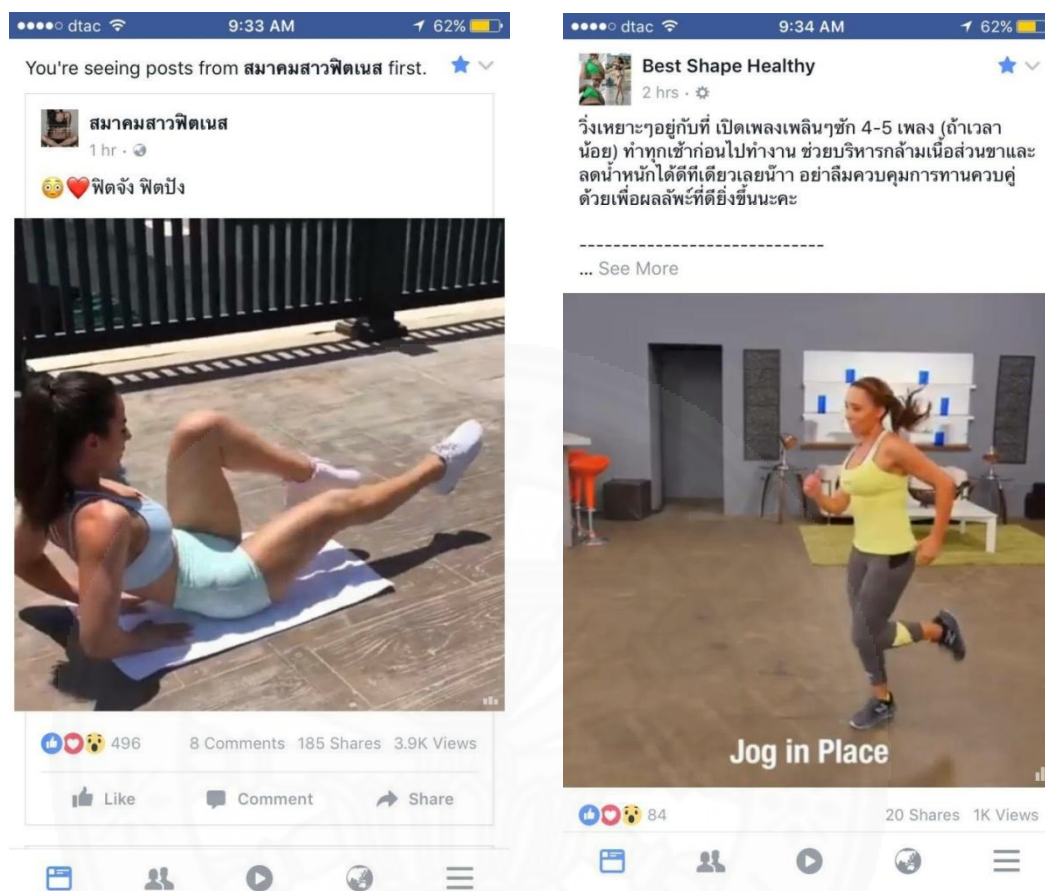 dtac 9:33 AM 62%
You're seeing posts from สมาคมสาวฟิตเนส first.
สมาคมสาวฟิตเนส
1 hr
😳❤️ฟิตจัง ฟิตปัง
496 8 Comments 185 Shares 3.9K Views
Like Comment Share
dtac 9:34 AM 62%
Best Shape Healthy
2 hrs
วิ่งเหยาะๆอยู่กับที่ เปิดเพลงเพลินๆซัก 4-5 เพลง (ถ้าเวลา
น้อย) ทำทุกเช้าก่อนไปทำงาน ช่วยบริหารกล้ามเนื้อส่วนขาและ
ลดน้ำหนักได้ดีทีเดียวเลยน๊าา อย่าลืมควบคุมการทานควบคู่
ด้วยเพื่อผลลัพะ์ที่ดียิ่งขึ้นนะคะ
-----------------------------
... See More
Jog in Place
84 20 Shares 1K Views